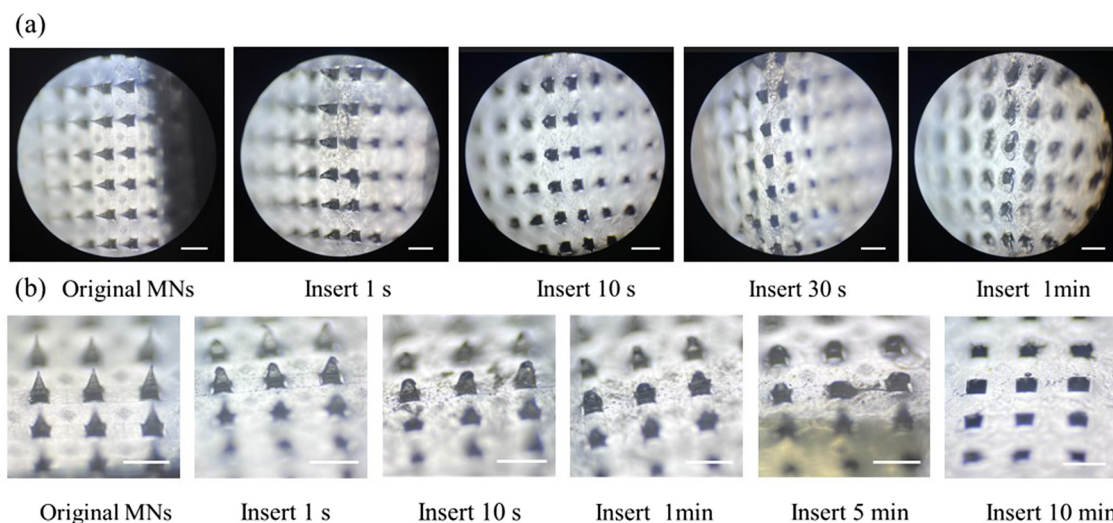 (a)
Original MNs Insert 1 s Insert 10 s Insert 30 s Insert 1min
(b)
Original MNs Insert 1 s Insert 10 s Insert 1min Insert 5 min Insert 10 min